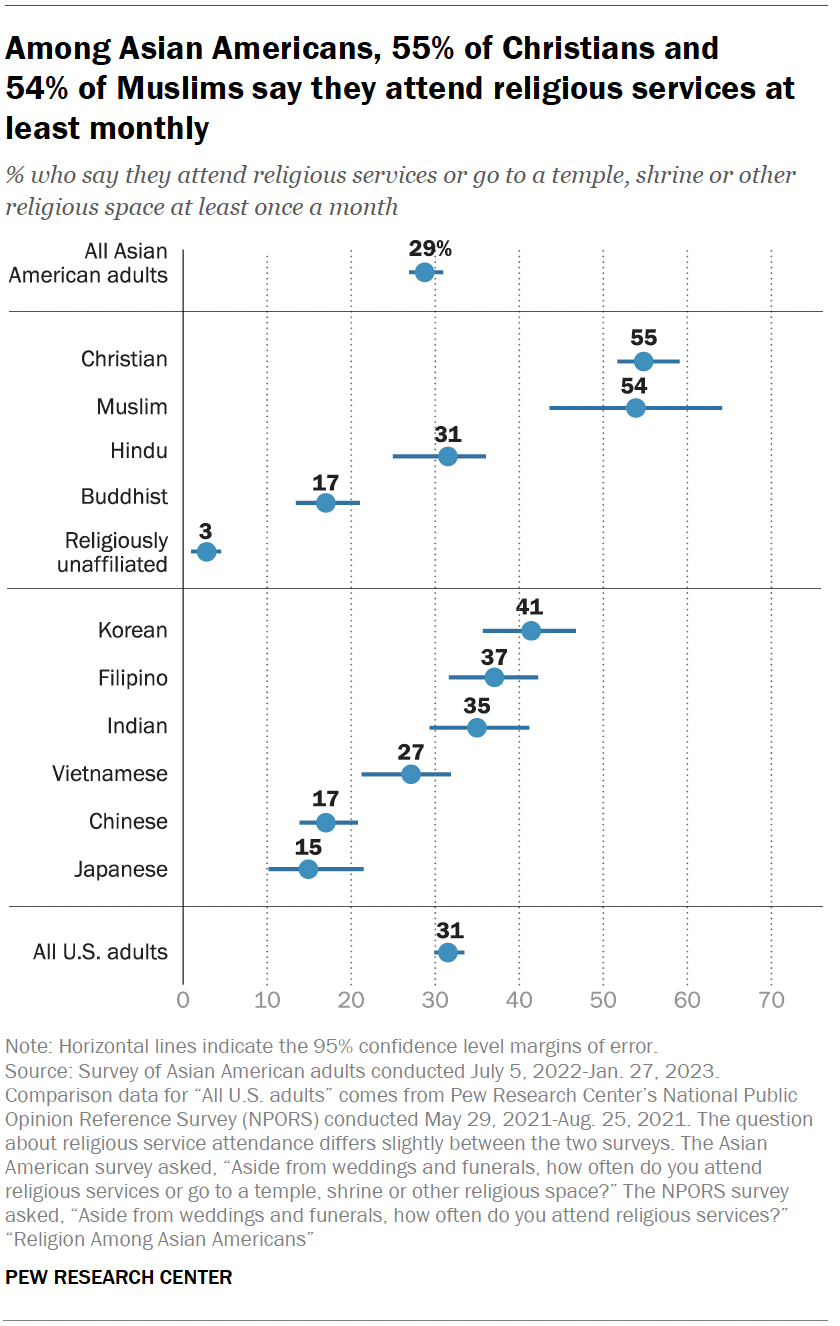 Among Asian Americans, 55% of Christians and
54% of Muslims say they attend religious services at
least monthly
% who say they attend religious services or go to a temple, shrine or other
religious space at least once a month
All Asian
American adults
29%
Christian
55
Muslim
54
Hindu
31
Buddhist
17
Religiously
unaffiliated
3
Korean
41
Filipino
37
Indian
35
Vietnamese
27
Chinese
17
Japanese
15
All U.S. adults
31
0 10 20 30 40 50 60 70
Note: Horizontal lines indicate the 95% confidence level margins of error.
Source: Survey of Asian American adults conducted July 5, 2022-Jan. 27, 2023.
Comparison data for “All U.S. adults” comes from Pew Research Center’s National Public
Opinion Reference Survey (NPORS) conducted May 29, 2021-Aug. 25, 2021. The question
about religious service attendance differs slightly between the two surveys. The Asian
American survey asked, “Aside from weddings and funerals, how often do you attend
religious services or go to a temple, shrine or other religious space?” The NPORS survey
asked, “Aside from weddings and funerals, how often do you attend religious services?”
“Religion Among Asian Americans”
PEW RESEARCH CENTER